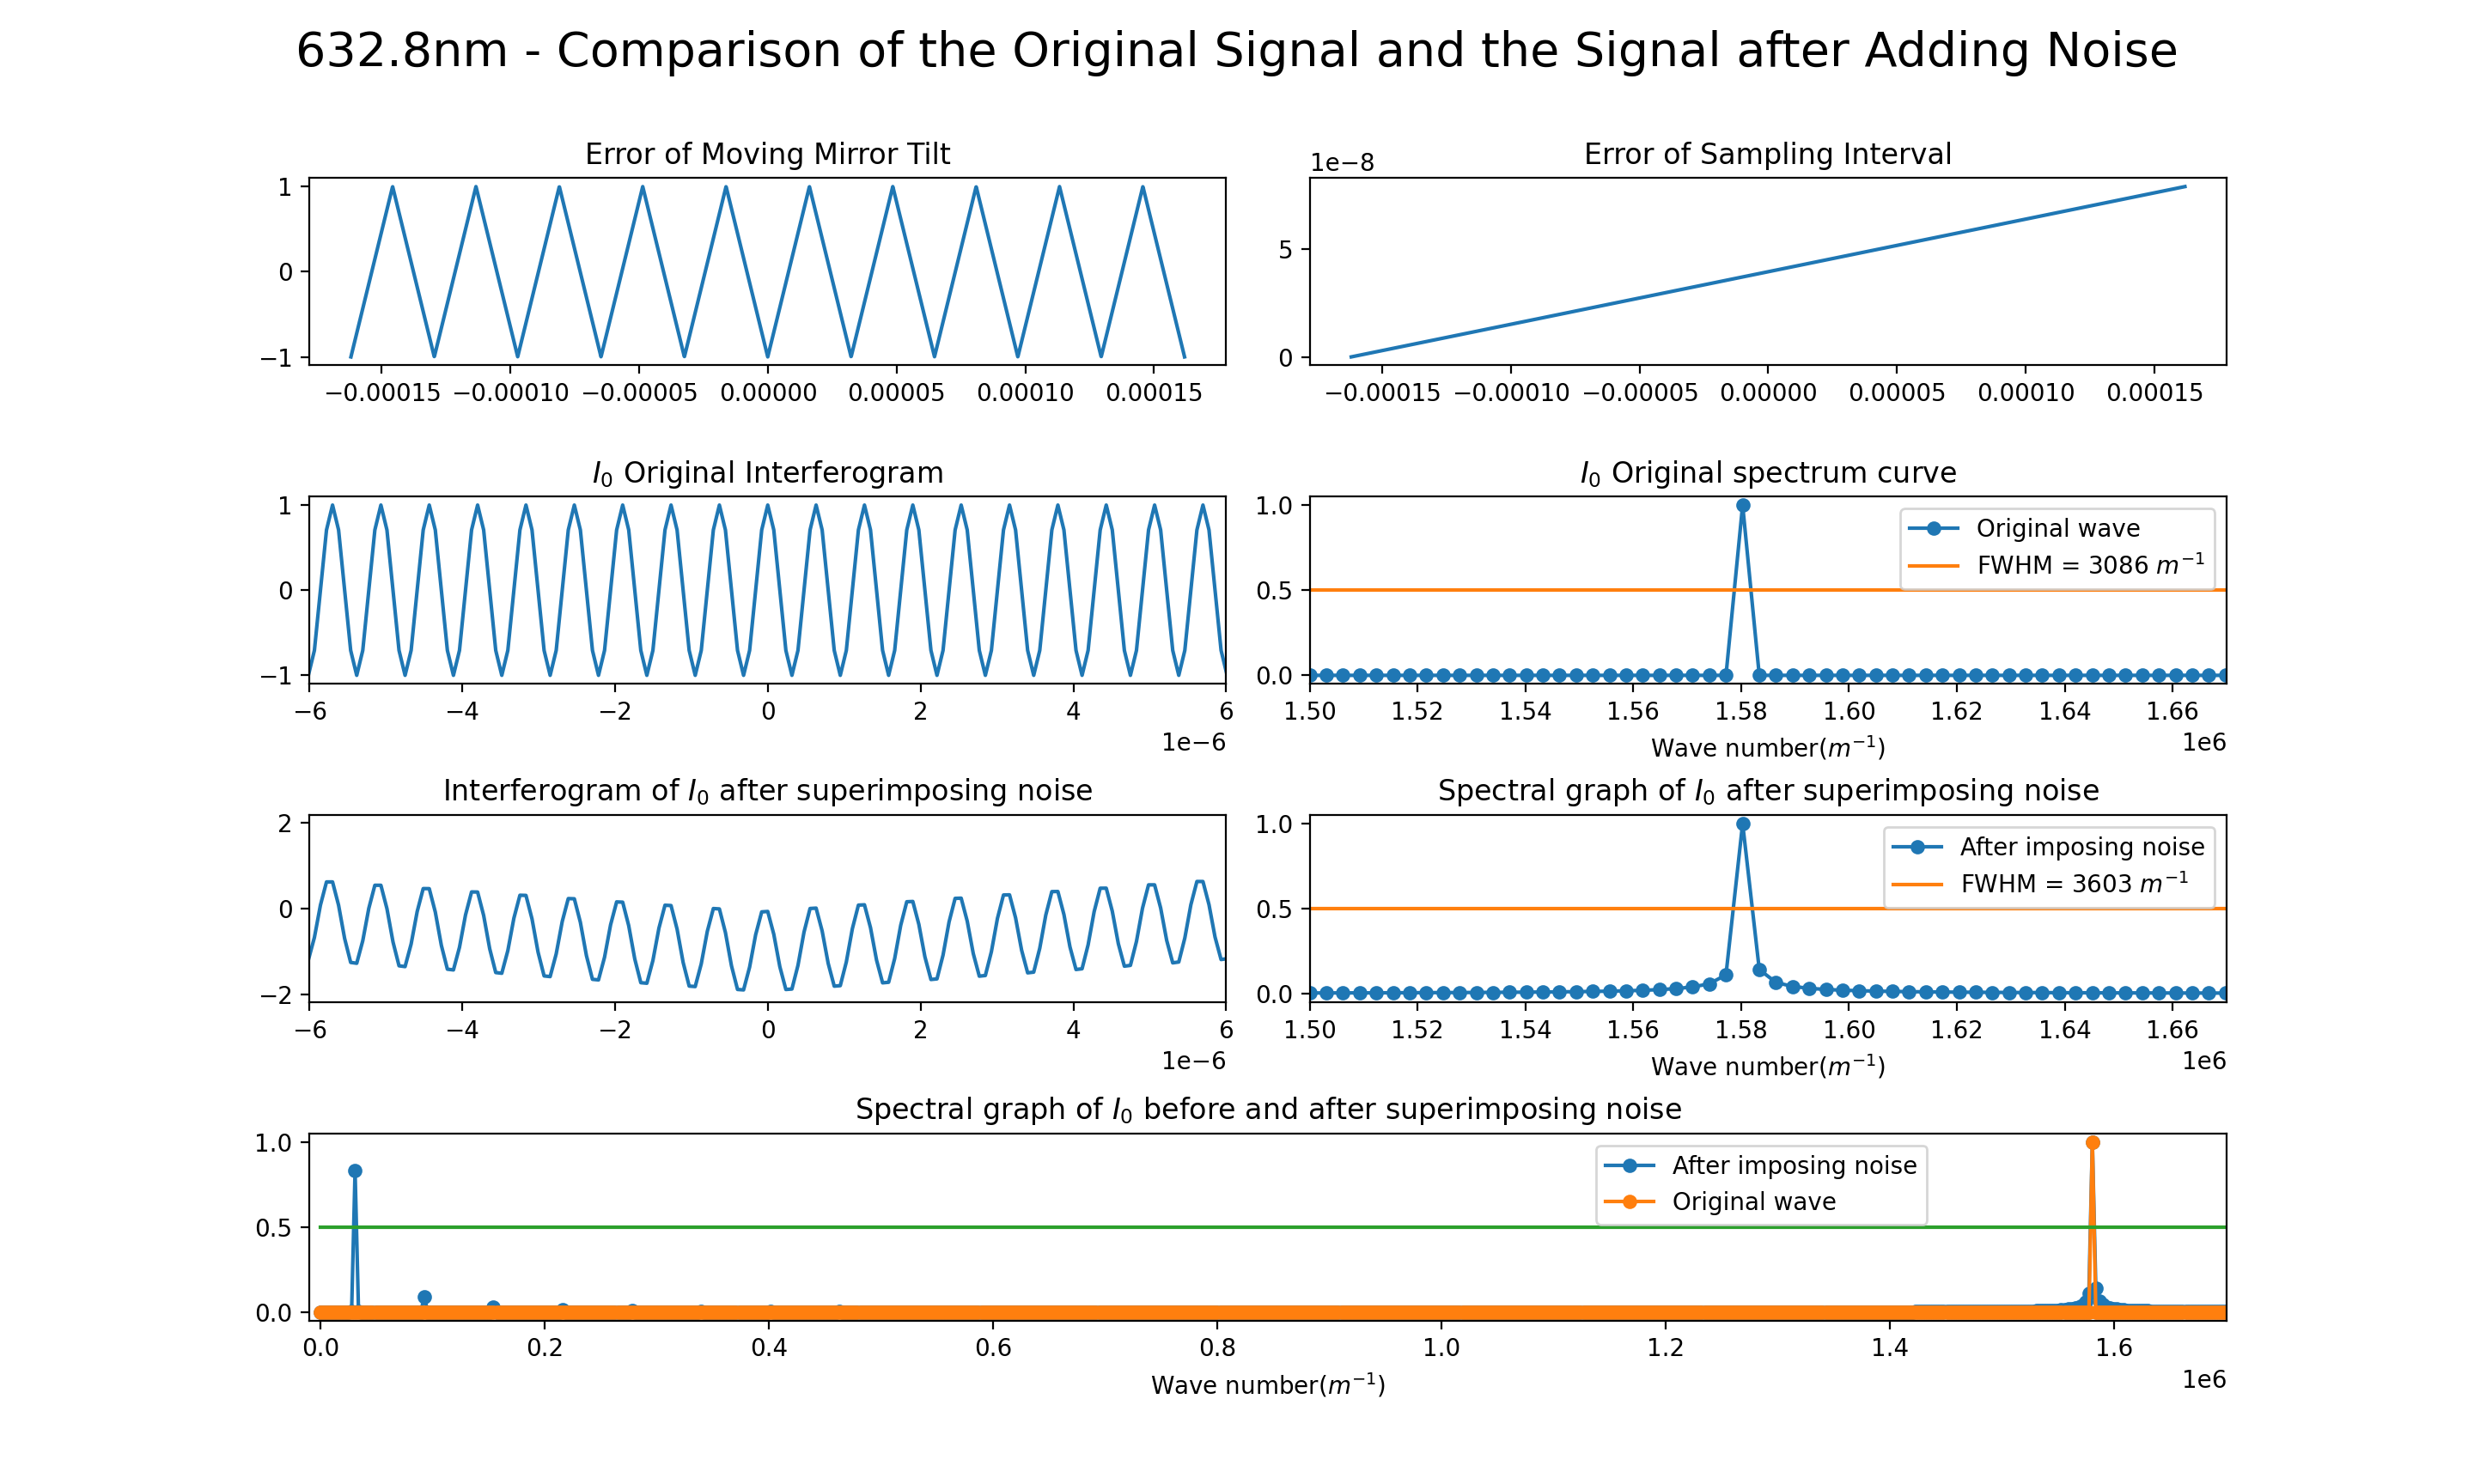 632.8nm - Comparison of the Original Signal and the Signal after Adding Noise
Error of Moving Mirror Tilt
1
0
−1
−0.00015 −0.00010 −0.00005 0.00000 0.00005 0.00010 0.00015
Error of Sampling Interval
1e−8
5
0
−0.00015 −0.00010 −0.00005 0.00000 0.00005 0.00010 0.00015
I₀ Original Interferogram
1
0
−1
−6 −4 −2 0 2 4 6
1e−6
I₀ Original spectrum curve
1.0
0.5
0.0
Original wave
FWHM = 3086 m⁻¹
1.50 1.52 1.54 1.56 1.58 1.60 1.62 1.64 1.66
1e6
Wave number(m⁻¹)
Interferogram of I₀ after superimposing noise
2
0
−2
−6 −4 −2 0 2 4 6
1e−6
Spectral graph of I₀ after superimposing noise
1.0
0.5
0.0
After imposing noise
FWHM = 3603 m⁻¹
1.50 1.52 1.54 1.56 1.58 1.60 1.62 1.64 1.66
1e6
Wave number(m⁻¹)
Spectral graph of I₀ before and after superimposing noise
1.0
0.5
0.0
After imposing noise
Original wave
0.0 0.2 0.4 0.6 0.8 1.0 1.2 1.4 1.6
1e6
Wave number(m⁻¹)